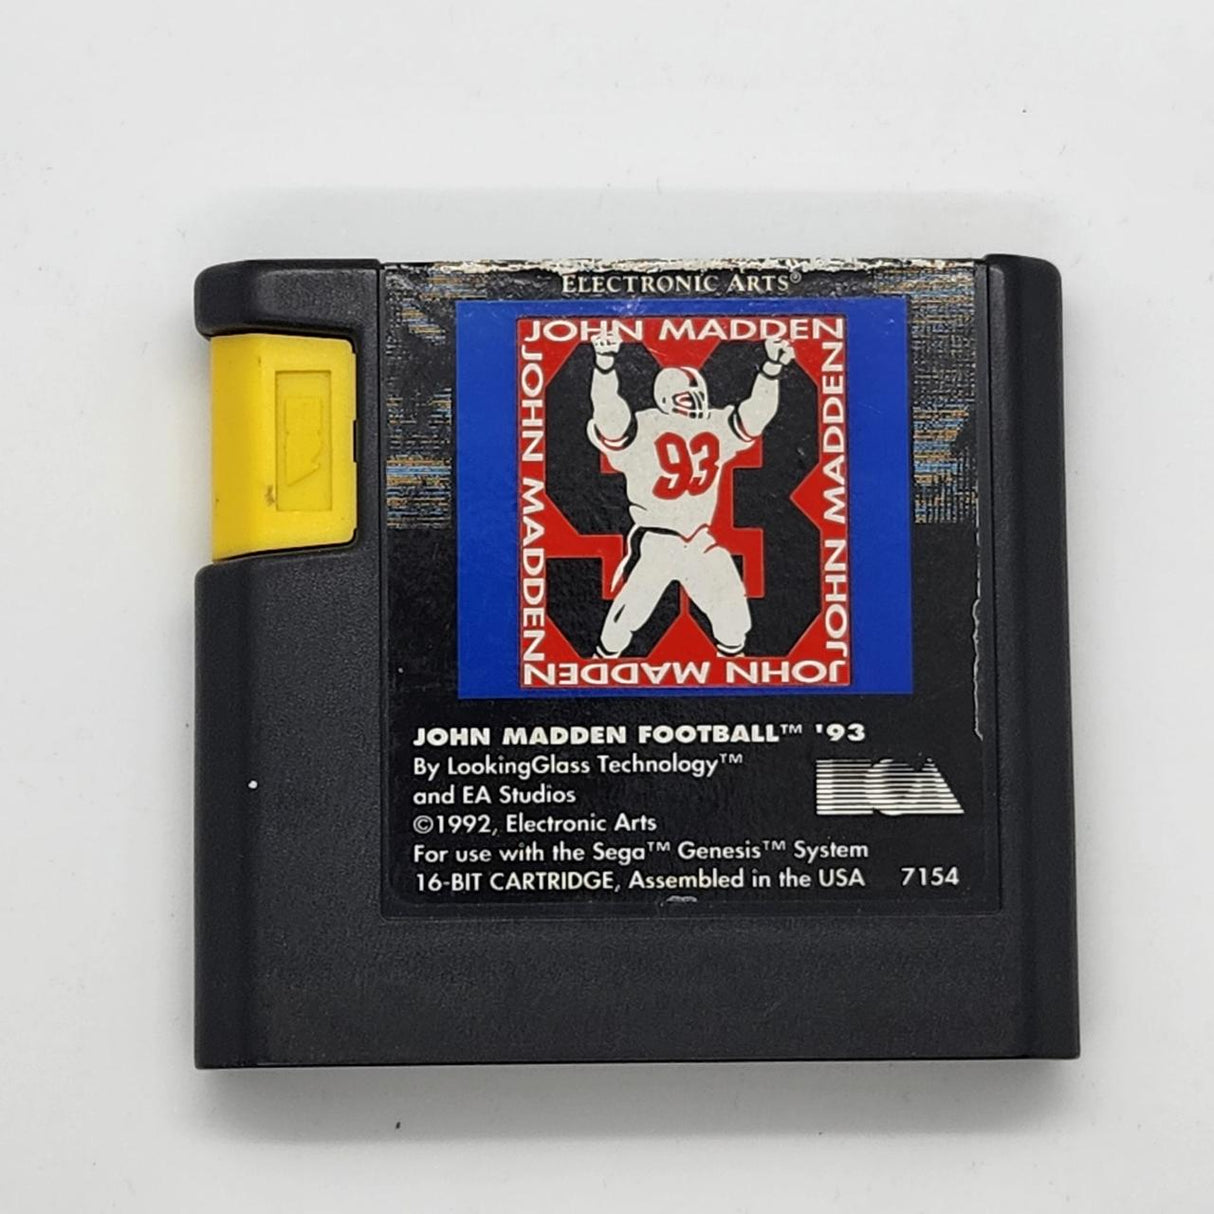 ELECTRONIC ARTS®
JOHN MADDEN
JOHN MADDEN
JOHN MADDEN
JOHN MADDEN
93
93
JOHN MADDEN FOOTBALL™ '93
By LookingGlass Technology™
and EA Studios
©1992, Electronic Arts
EOA
For use with the Sega™ Genesis™ System
16-BIT CARTRIDGE, Assembled in the USA 7154